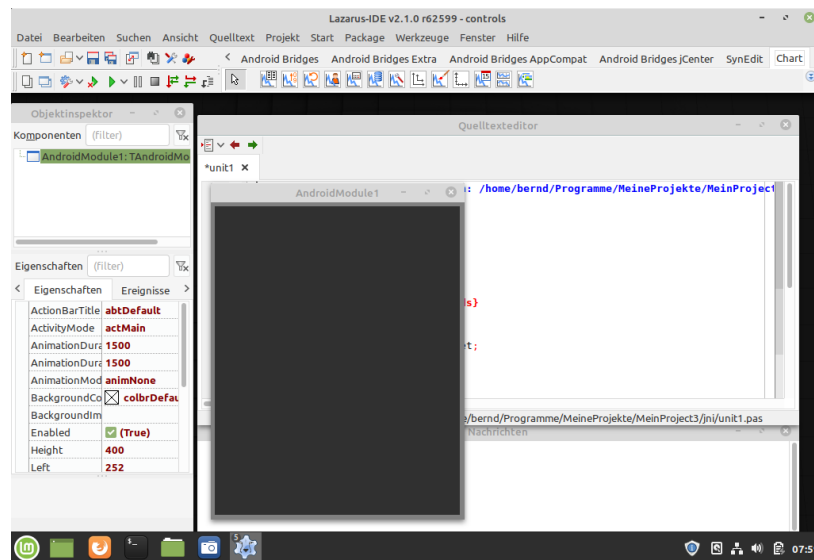 Lazarus-IDE v2.1.0 r62599 - controls
Datei Bearbeiten Suchen Ansicht Quelltext Projekt Start Package Werkzeuge Fenster Hilfe
Android Bridges Android Bridges Extra Android Bridges AppCompat Android Bridges jCenter SynEdit Chart
Objektinspektor
Komponenten (filter)
AndroidModule1: TAndroidMo
Eigenschaften (filter)
Eigenschaften Ereignisse
ActionBarTitle abtDefault
ActivityMode actMain
AnimationDura 1500
AnimationDura 1500
AnimationMod animNone
BackgroundCo colbrDefau
BackgroundIm
Enabled (True)
Height 400
Left 252
Quelltexteditor
*unit1
: /home/bernd/Programme/MeineProjekte/MeinProject
AndroidModule1
s}
t;
/bernd/Programme/MeineProjekte/MeinProject3/jni/unit1.pas
Nachrichten
07:5